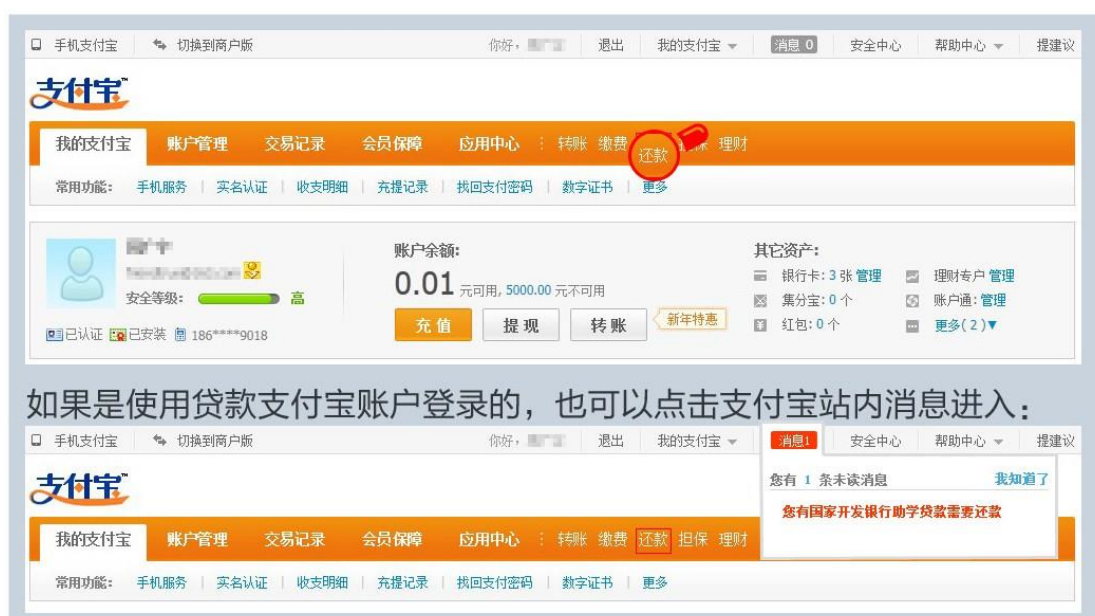 手机支付宝 切换到商户版 你好, 退出 我的支付宝 消息 0 安全中心 帮助中心 提建议
支付宝
我的支付宝 账户管理 交易记录 会员保障 应用中心 转账 缴费 还款 担保 理财
常用功能: 手机服务 | 实名认证 | 收支明细 | 充提记录 | 找回支付密码 | 数字证书 | 更多
账户余额: 其它资产:
0.01 元可用, 5000.00 元不可用 银行卡: 3 张 管理 理财专户 管理
安全等级: 高 集分宝: 0 个 账户通: 管理
充值 提现 转账 新年特惠 红包: 0 个 更多(2)▼
已认证 已安装 186****9018
如果是使用贷款支付宝账户登录的，也可以点击支付宝站内消息进入：
手机支付宝 切换到商户版 你好, 退出 我的支付宝 消息1 安全中心 帮助中心 提建议
支付宝
您有 1 条未读消息 我知道了
您有国家开发银行助学贷款需要还款
我的支付宝 账户管理 交易记录 会员保障 应用中心 转账 缴费 还款 担保 理财
常用功能: 手机服务 | 实名认证 | 收支明细 | 充提记录 | 找回支付密码 | 数字证书 | 更多